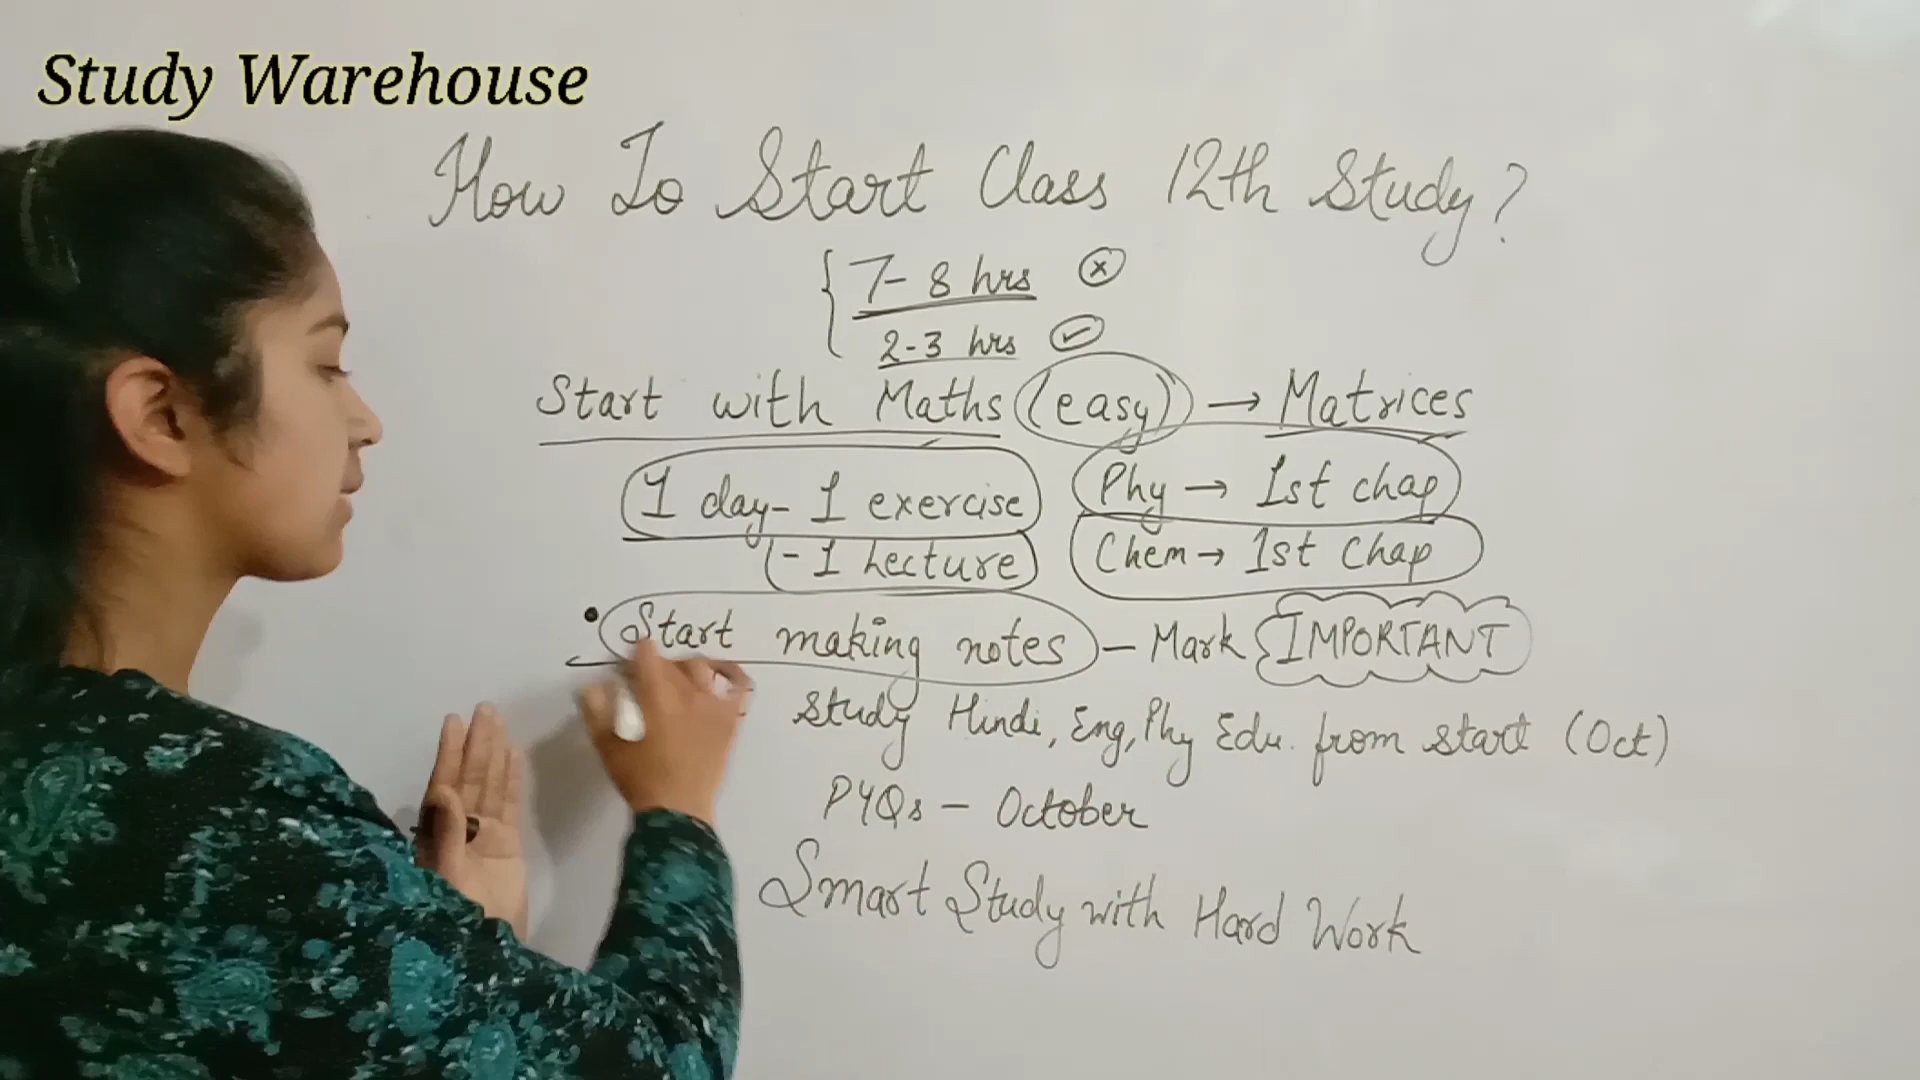 Study Warehouse
How To Start Class 12th Study?
7-8 hrs
2-3 hrs
Start with Maths (easy) → Matrices
1 day - 1 exercise Phy → 1st chap
- 1 Lecture Chem → 1st Chap
• Start making notes - Mark IMPORTANT
Study Hindi, Eng, Phy Edu. from start (Oct)
PYQs - October
Smart Study with Hard Work